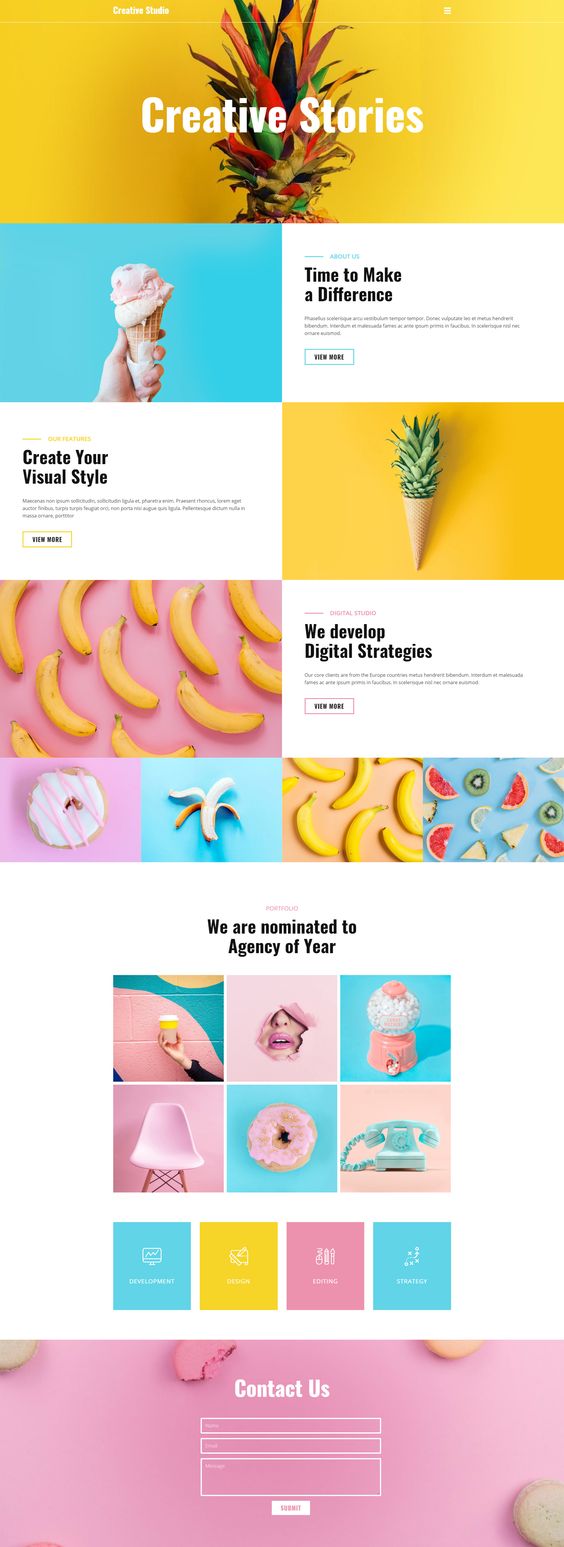 Creative Studio
Creative Stories
ABOUT US
Time to Make
a Difference
Phasellus scelerisque arcu vestibulum tempor tempor. Donec vulputate leo et metus hendrerit
bibendum. Interdum et malesuada fames ac ante ipsum primis in faucibus. In scelerisque nisl nec
ornare euismod.
VIEW MORE
OUR FEATURES
Create Your
Visual Style
Maecenas non ipsum sollicitudin, sollicitudin ligula et, pharetra enim. Praesent rhoncus, lorem eget
auctor finibus, turpis turpis feugiat orci, non porta nisi augue quis ligula. Pellentesque dictum nulla in
massa ornare, porttitor
VIEW MORE
DIGITAL STUDIO
We develop
Digital Strategies
Our core clients are from the Europe countries metus hendrerit bibendum. Interdum et malesuada
fames ac ante ipsum primis in faucibus. In scelerisque nisl nec ornare euismod.
VIEW MORE
PORTFOLIO
We are nominated to
Agency of Year
CANDY
MACHINE
DEVELOPMENT
DESIGN
EDITING
STRATEGY
Contact Us
Name
Email
Message
SUBMIT